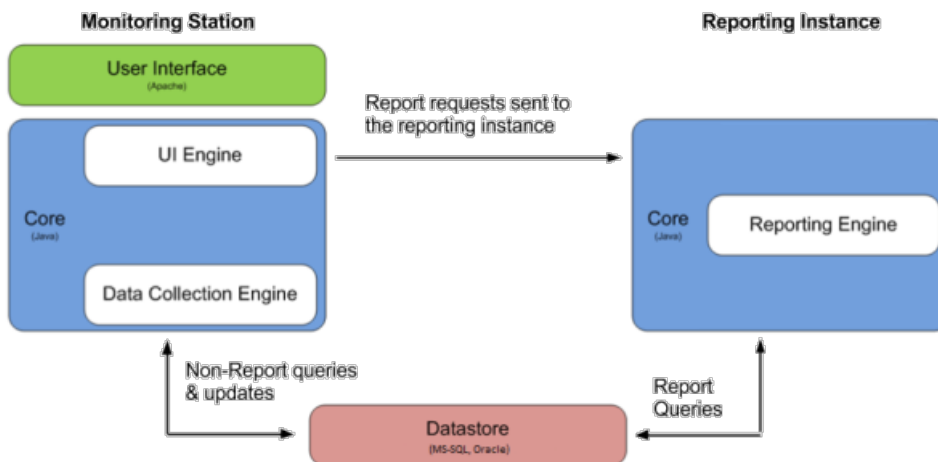 Monitoring Station
Reporting Instance
User Interface
(Apache)
Report requests sent to
the reporting instance
UI Engine
Core
(Java)
Data Collection Engine
Core
(Java)
Reporting Engine
Non-Report queries
& updates
Report
Queries
Datastore
(MS-SQL, Oracle)